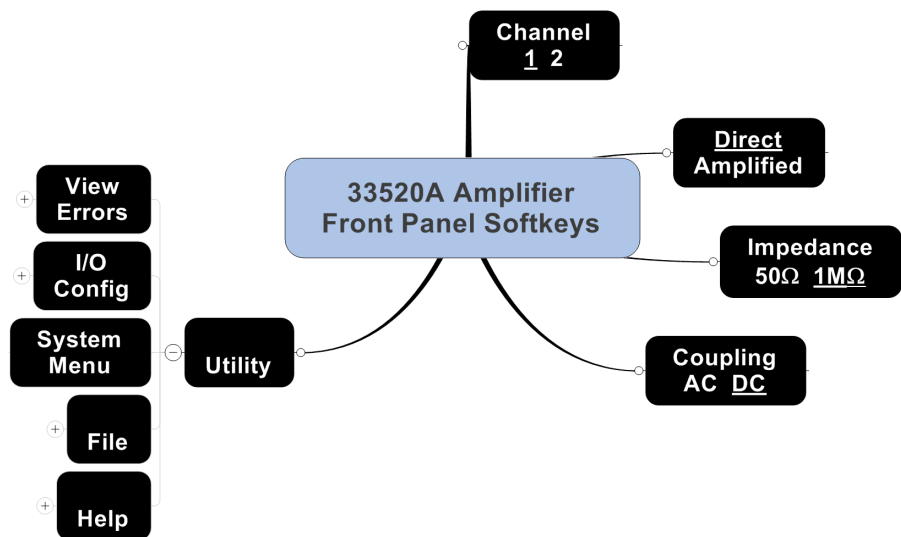 33520A Amplifier
Front Panel Softkeys
Channel
1 2
Direct
Amplified
Impedance
50Ω 1MΩ
Coupling
AC DC
Utility
View
Errors
I/O
Config
System
Menu
File
Help